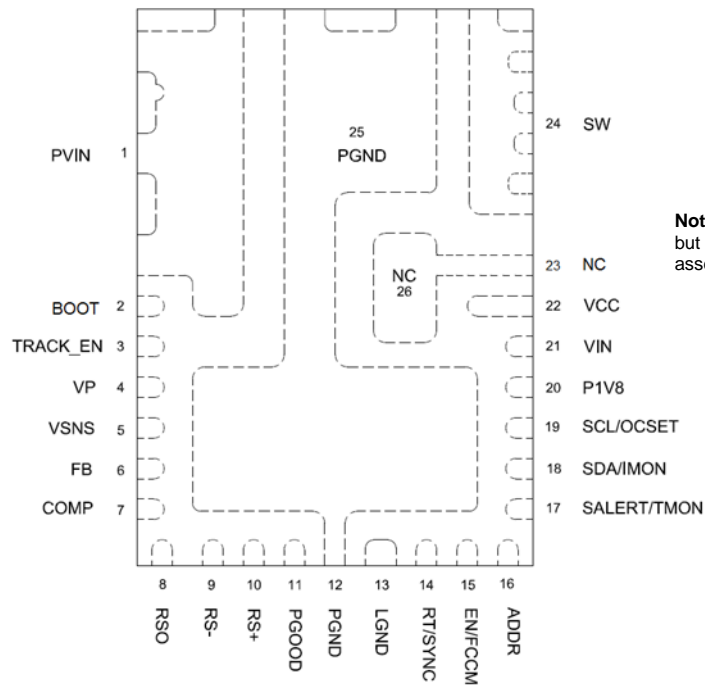 25
PGND
24 SW
PVIN 1
Not
but
asse
NC
26
23 NC
BOOT 2
22 VCC
TRACK_EN 3
21 VIN
VP 4
20 P1V8
VSNS 5
19 SCL/OCSET
FB 6
18 SDA/IMON
COMP 7
17 SALERT/TMON
8 9 10 11 12 13 14 15 16
RSO
RS-
RS+
PGOOD
PGND
LGND
RT/SYNC
EN/FCCM
ADDR